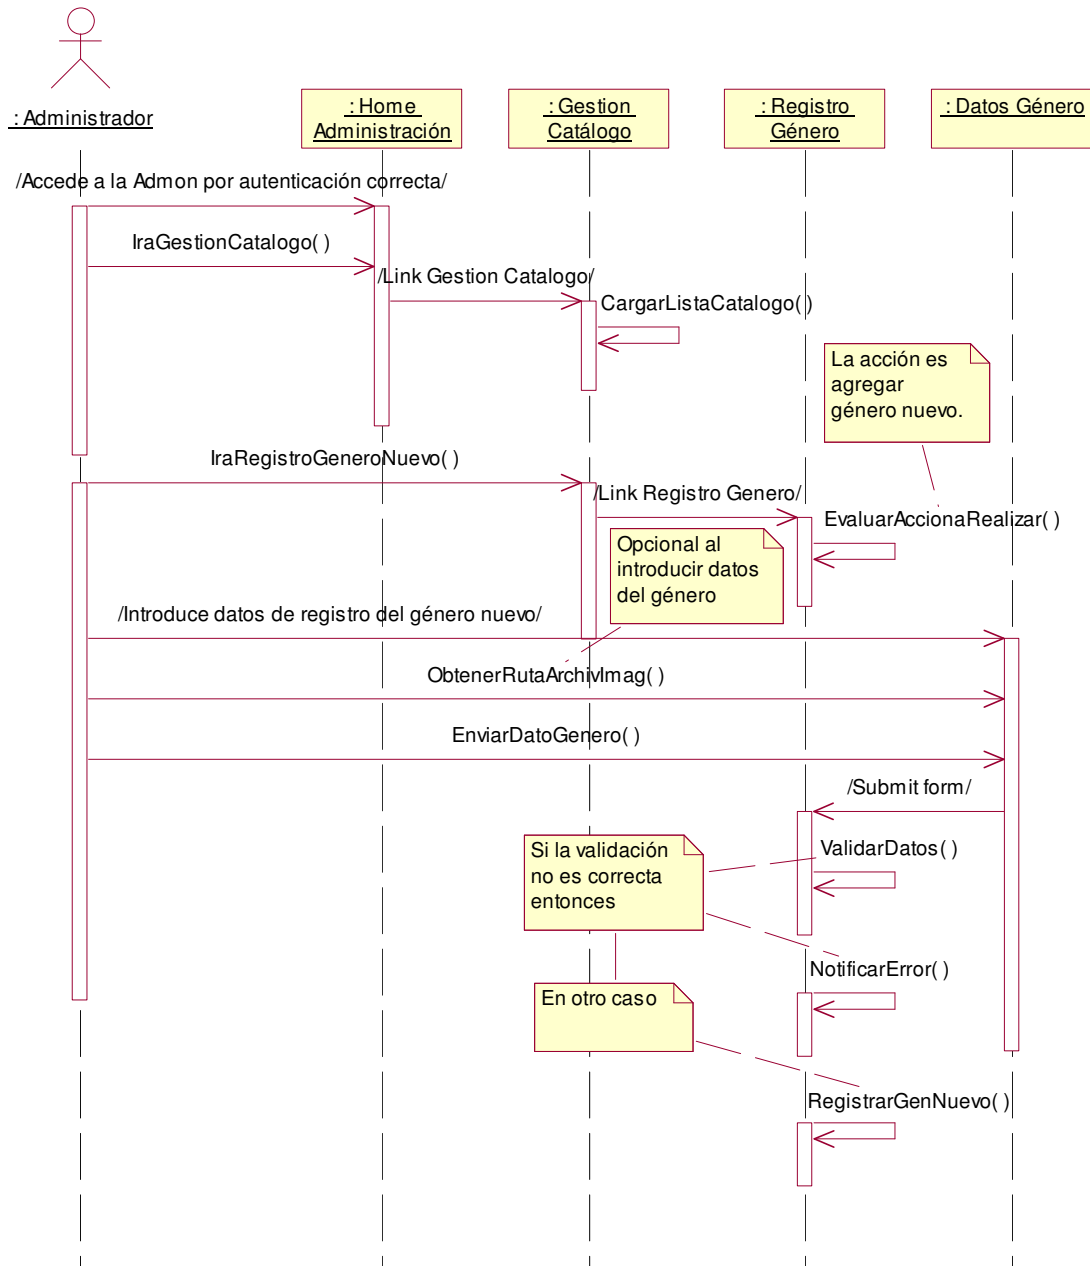 : Administrador
: Home
Administración
: Gestion
Catálogo
: Registro
Género
: Datos Género
/Accede a la Admon por autenticación correcta/
IraGestionCatalogo( )
/Link Gestion Catalogo/
CargarListaCatalogo( )
La acción es
agregar
género nuevo.
IraRegistroGeneroNuevo( )
/Link Registro Genero/
EvaluarAccionaRealizar( )
Opcional al
introducir datos
del género
/Introduce datos de registro del género nuevo/
ObtenerRutaArchivImag( )
EnviarDatoGenero( )
/Submit form/
Si la validación
no es correcta
entonces
ValidarDatos( )
NotificarError( )
En otro caso
RegistrarGenNuevo( )